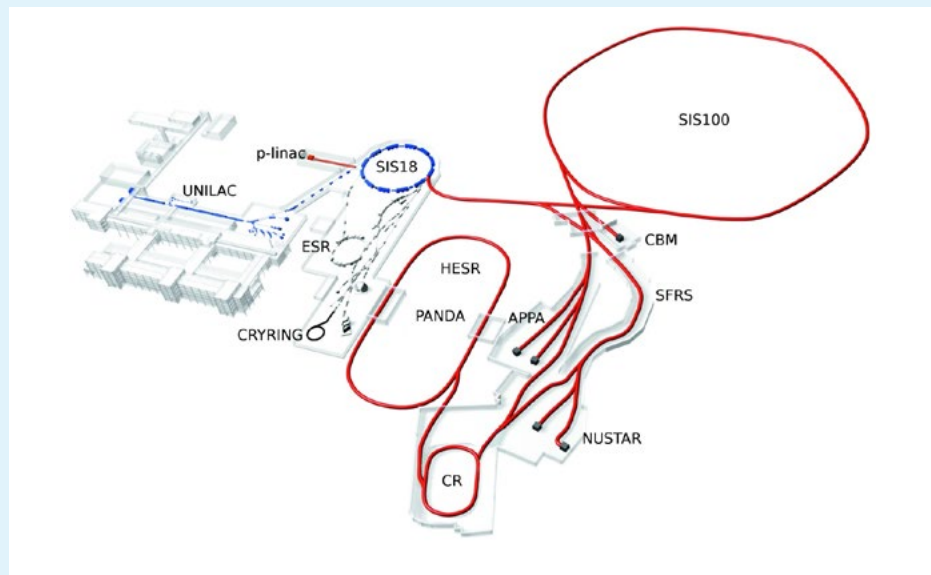 SIS100
p-linac
SIS18
UNILAC
ESR
CBM
HESR
SFRS
PANDA
APPA
CRYRING
NUSTAR
CR